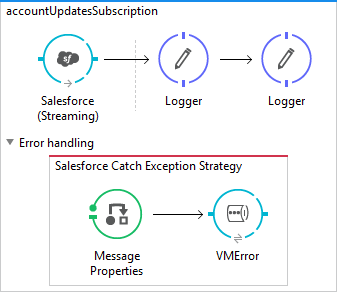 accountUpdatesSubscription
Salesforce
(Streaming)
Logger
Logger
Error handling
Salesforce Catch Exception Strategy
Message
Properties
VMError